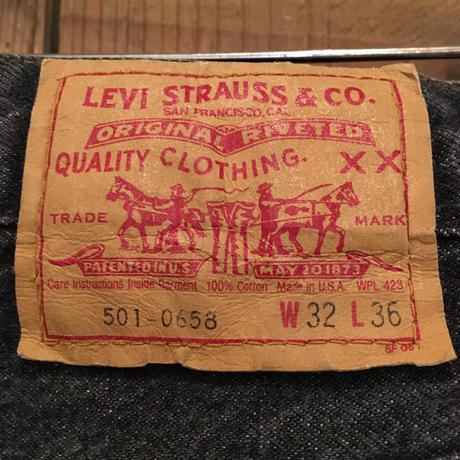 LEVI STRAUSS & CO.
SAN FRANCISCO, CAL.
ORIGINAL RIVETED
QUALITY CLOTHING. XX
TRADE MARK
PATENTED IN U.S. MAY 20 1873
Care Instructions Inside Garment 100% Cotton Made in U.S.A. WPL 423
501-0658 W 32 L 36